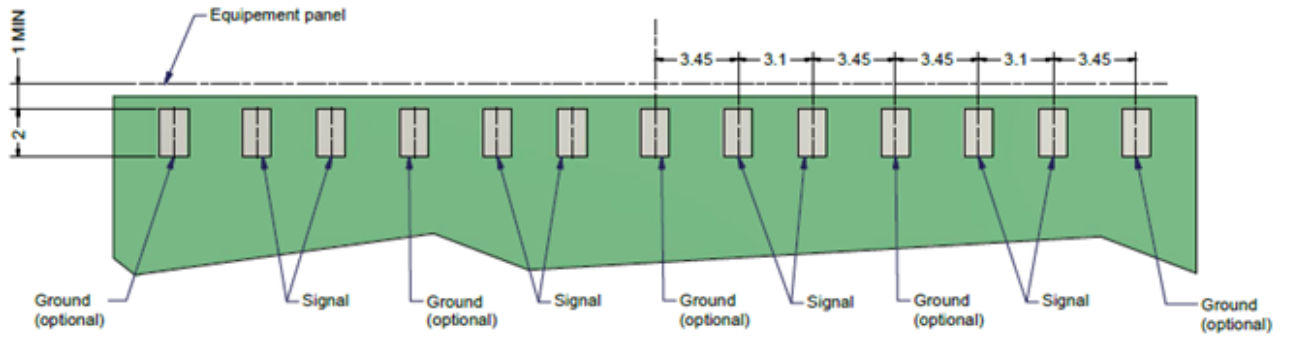 1 MIN
Equipement panel
3.45
3.1
3.45
3.45
3.1
3.45
2
Ground
(optional)
Signal
Ground
(optional)
Signal
Ground
(optional)
Signal
Ground
(optional)
Signal
Ground
(optional)